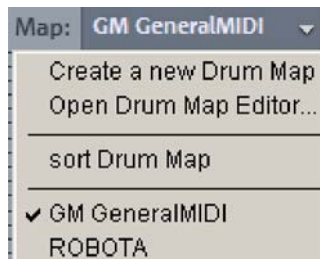 Map: GM GeneralMIDI
Create a new Drum Map
Open Drum Map Editor...
sort Drum Map
GM GeneralMIDI
ROBOTA